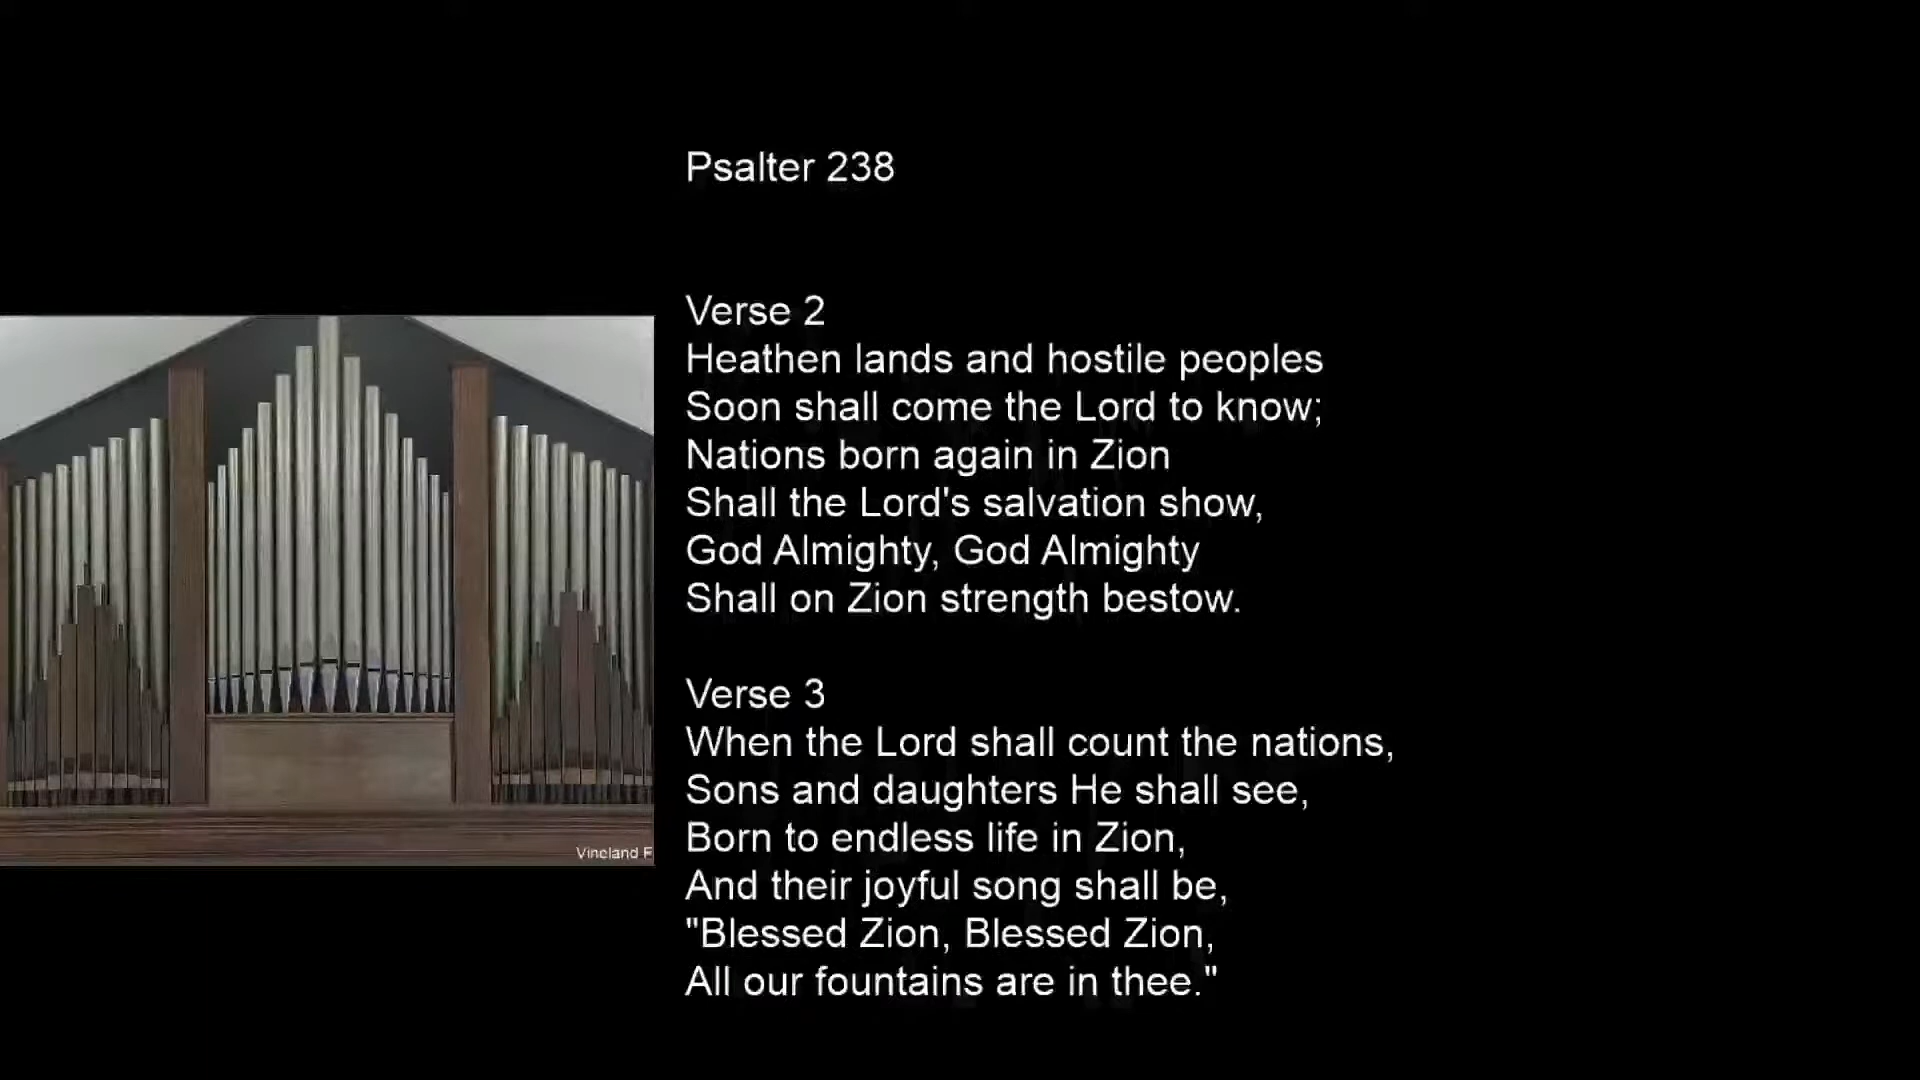 Psalter 238
Verse 2
Heathen lands and hostile peoples
Soon shall come the Lord to know;
Nations born again in Zion
Shall the Lord's salvation show,
God Almighty, God Almighty
Shall on Zion strength bestow.
Verse 3
When the Lord shall count the nations,
Sons and daughters He shall see,
Born to endless life in Zion,
And their joyful song shall be,
"Blessed Zion, Blessed Zion,
All our fountains are in thee."
Vineland F